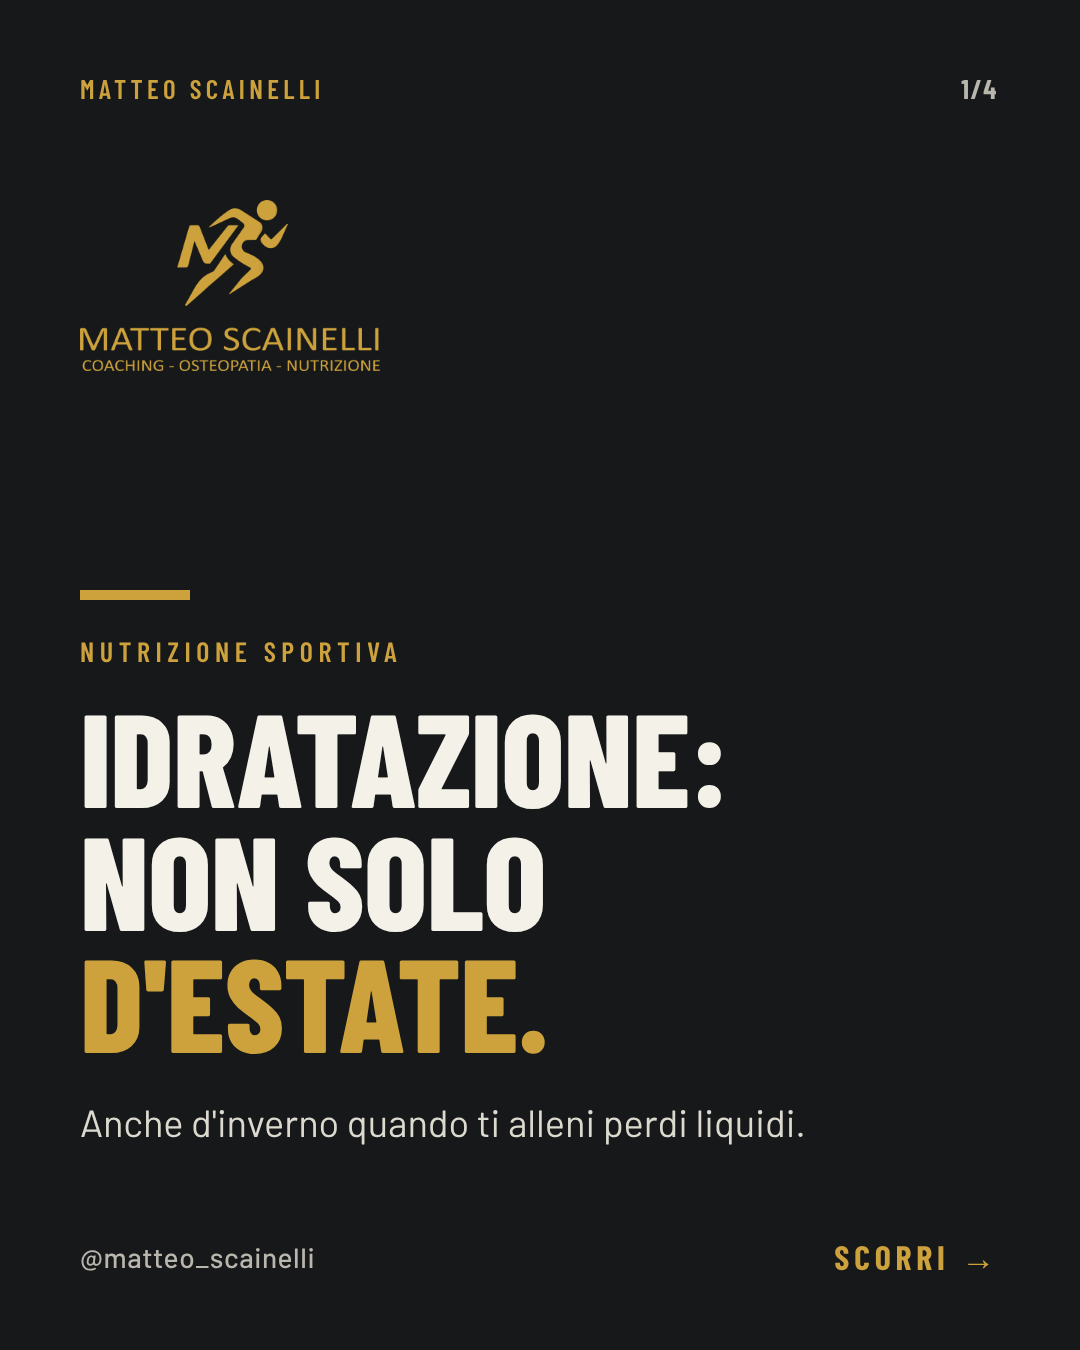 MATTEO SCAINELLI
1/4
MATTEO SCAINELLI
COACHING - OSTEOPATIA - NUTRIZIONE
NUTRIZIONE SPORTIVA
IDRATAZIONE:
NON SOLO
D'ESTATE.
Anche d'inverno quando ti alleni perdi liquidi.
@matteo_scainelli
SCORRI →